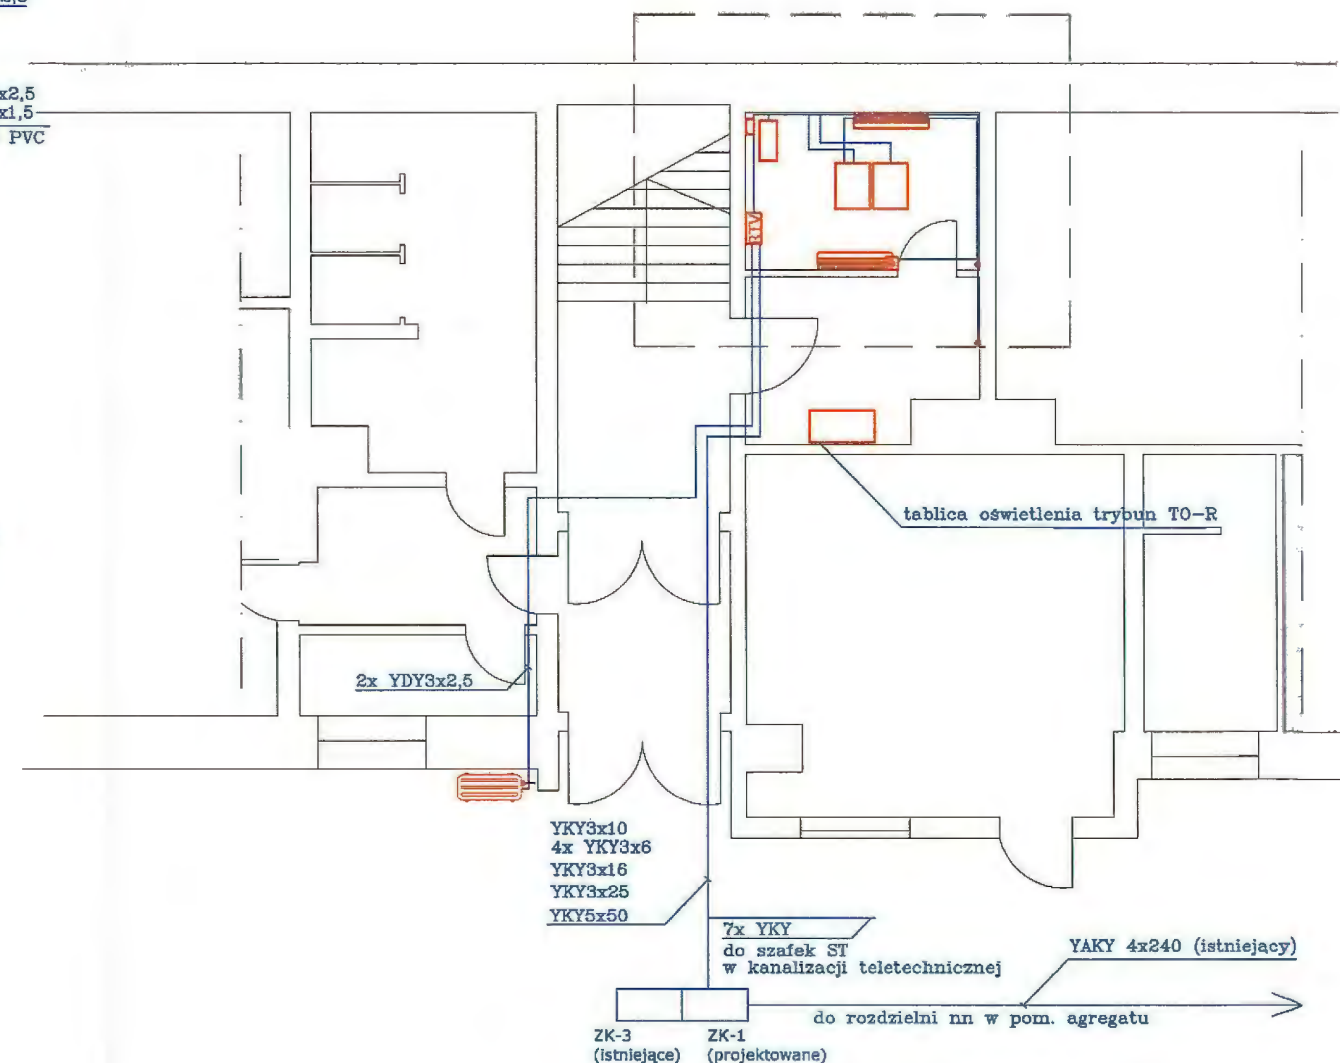 x2,5
x1,5
PVC
RTV
tablica oświetlenia trybun TO-R
2x YDY3x2,5
YKY3x10
4x YKY3x6
YKY3x16
YKY3x25
YKY5x50
7x YKY
do szafek ST
w kanalizacji teletechnicznej
YAKY 4x240 (istniejący)
do rozdzielni nn w pom. agregatu
ZK-3
(istniejące)
ZK-1
(projektowane)